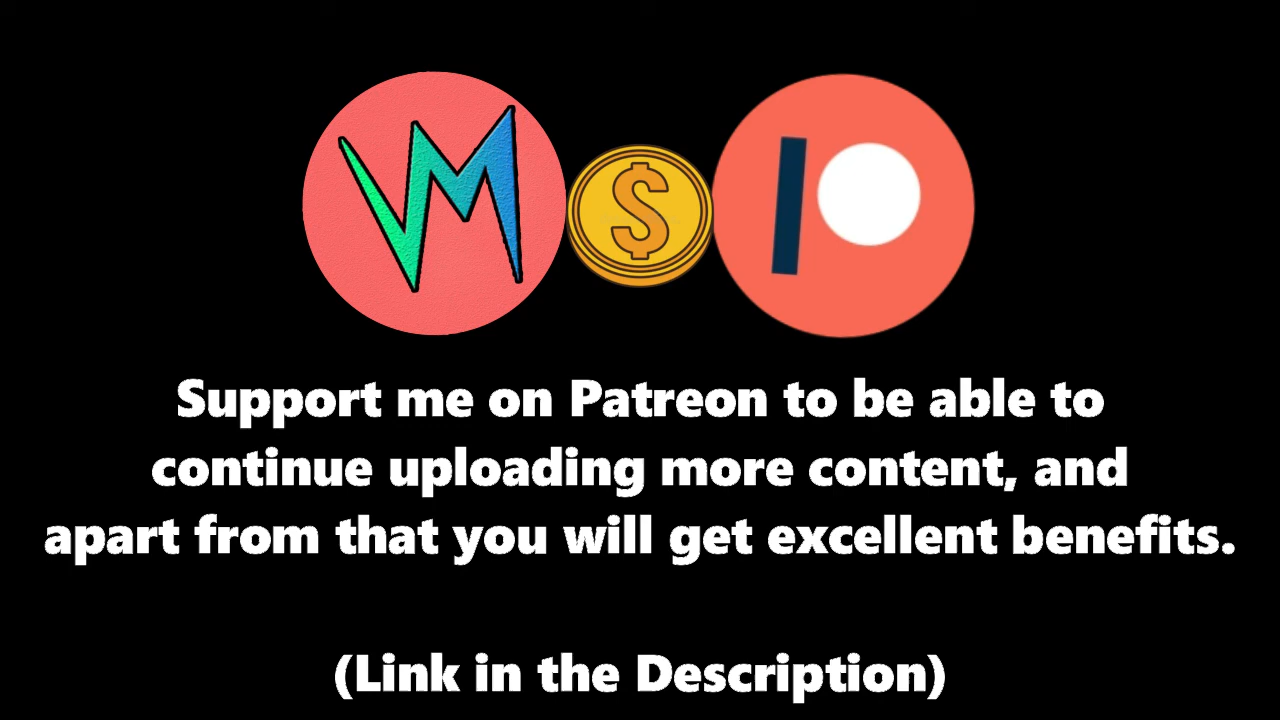 VM
$
Support me on Patreon to be able to
continue uploading more content, and
apart from that you will get excellent benefits.
(Link in the Description)